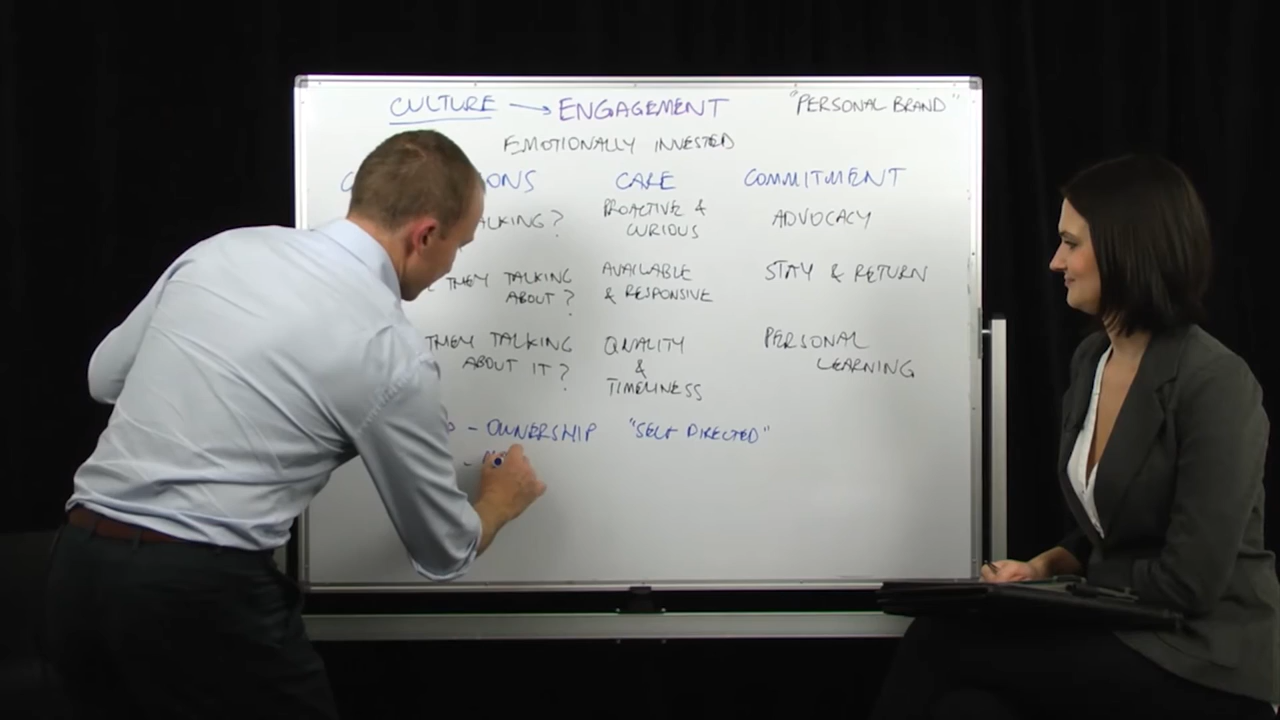 CULTURE → ENGAGEMENT "PERSONAL BRAND"
EMOTIONALLY INVESTED
CARE COMMITMENT
TALKING? PROACTIVE & ADVOCACY
CURIOUS
THEY TALKING AVAILABLE STAY & RETURN
ABOUT? & RESPONSIVE
THEY TALKING QUALITY PERSONAL
ABOUT IT? & LEARNING
TIMELINESS
- OWNERSHIP "SELF DIRECTED"
-